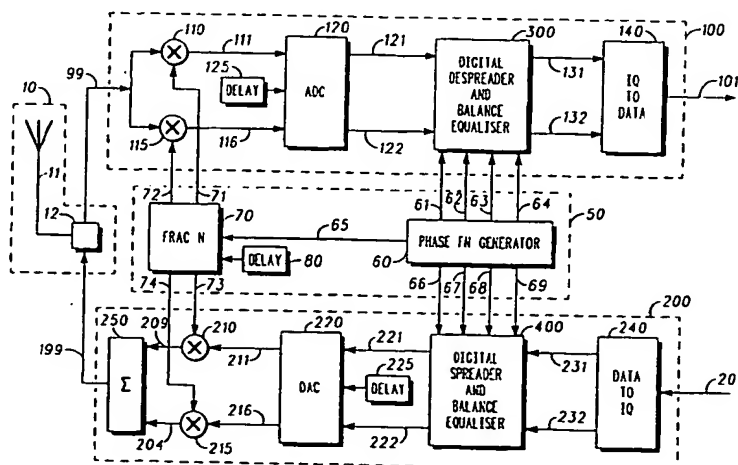 110
111
120
121
300
140
100
99
125
10
DELAY
ADC
DIGITAL
DESPREADER
AND
BALANCE
EQUALISER
131
IQ
TO
DATA
101
132
115
116
122
11
12
72
71
70
61
62
63
64
50
FRAC N
65
PHASE FN GENERATOR
DELAY
80
60
74
73
66
67
68
69
200
250
209
210
220
221
400
240
199
Σ
211
DAC
225
DELAY
DIGITAL
SPREADER
AND
BALANCE
EQUALISER
231
DATA
TO
IQ
20
204
215
216
222
232